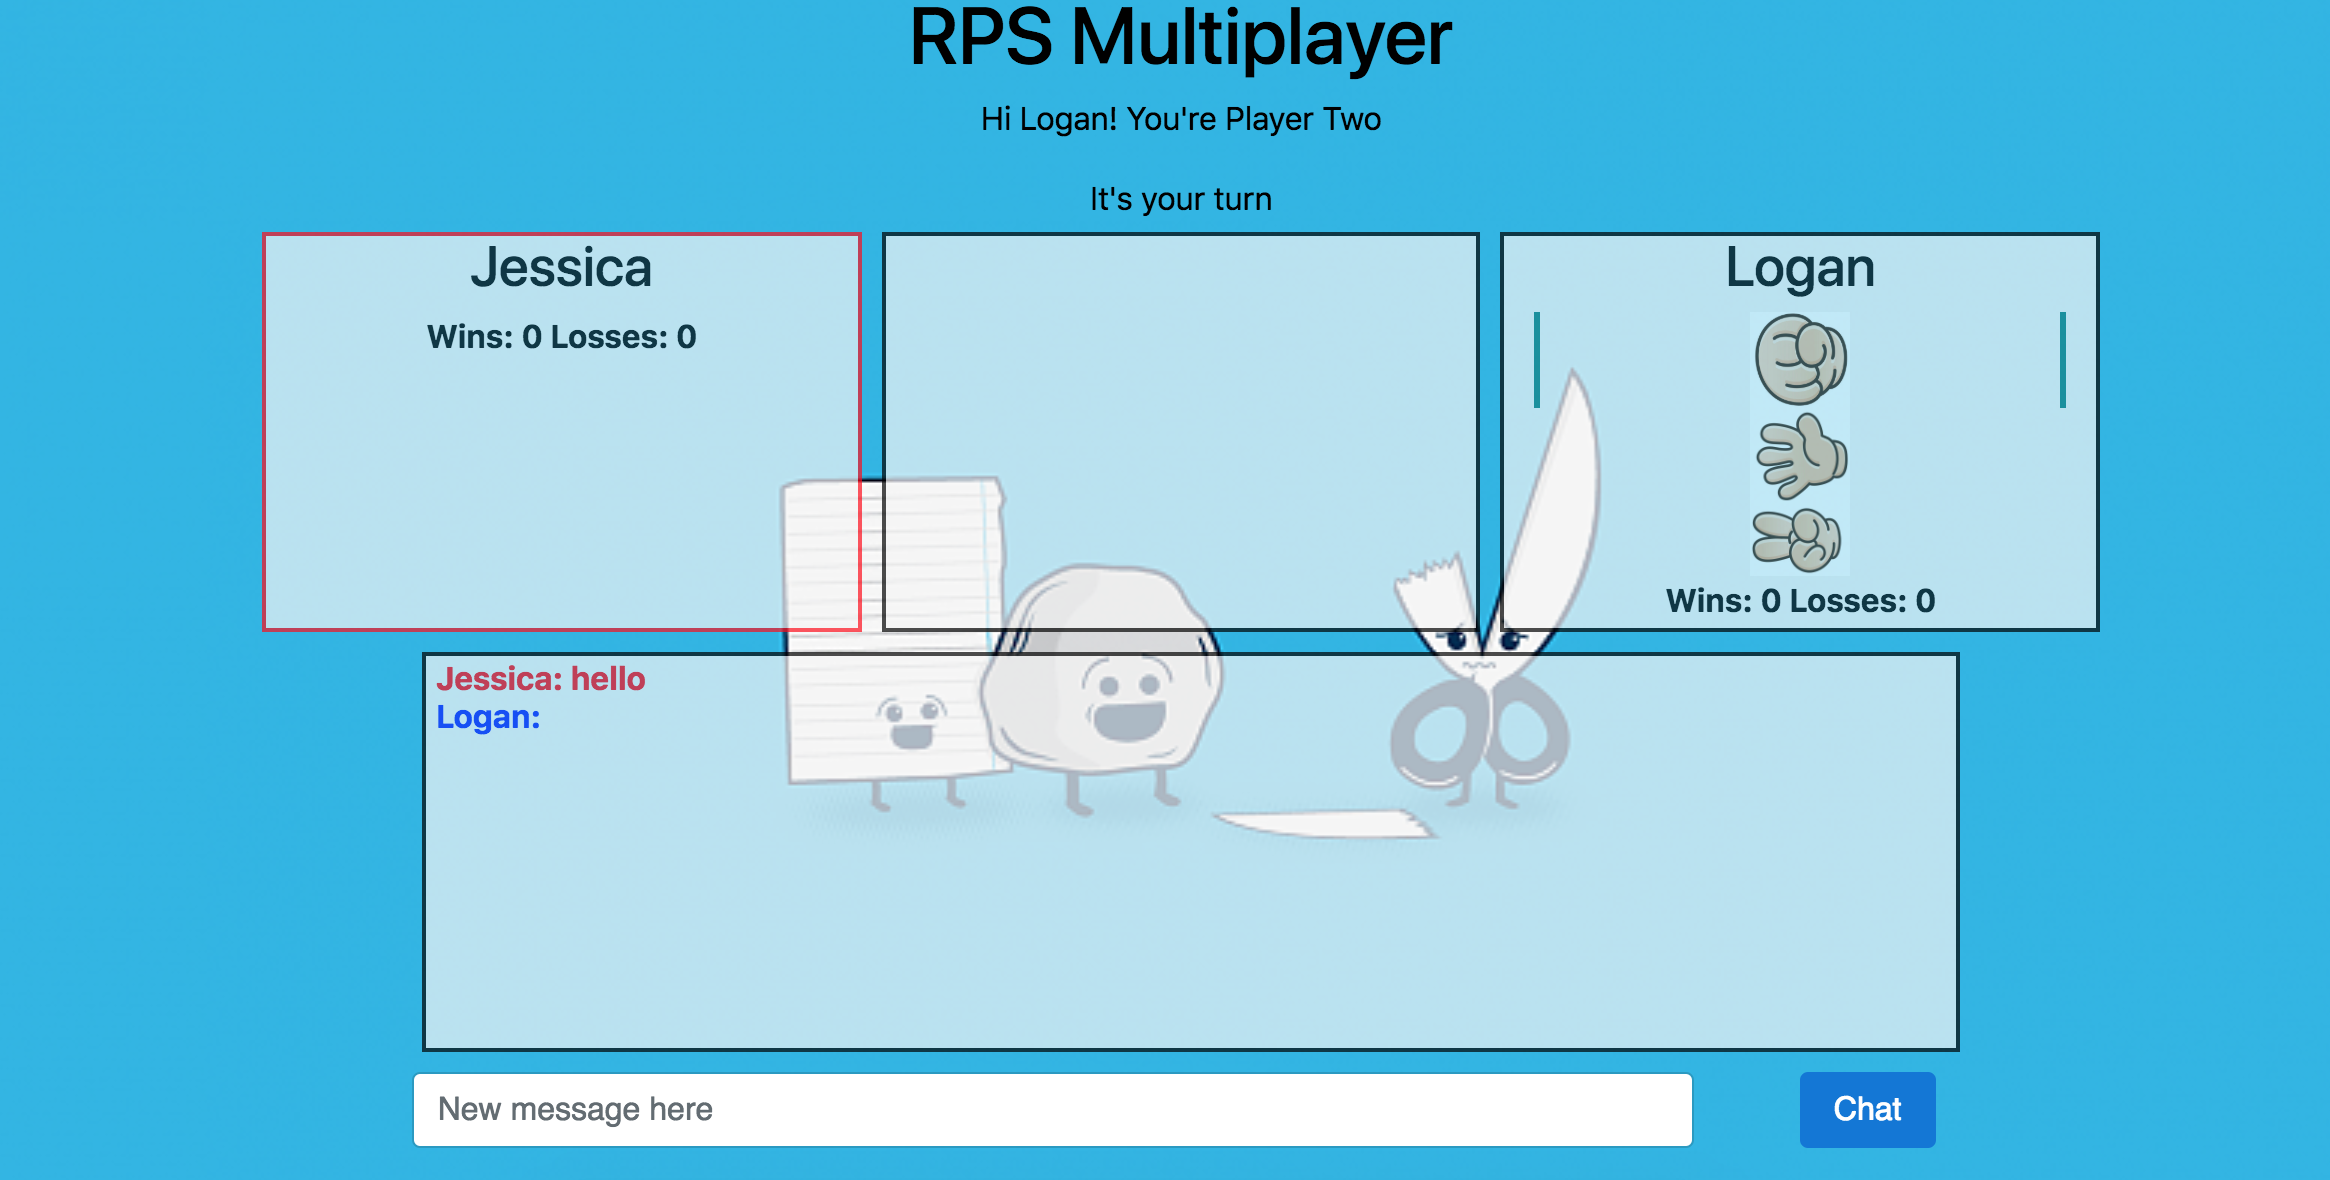 RPS Multiplayer
Hi Logan! You're Player Two
It's your turn
Jessica
Wins: 0 Losses: 0
Logan
Wins: 0 Losses: 0
Jessica: hello
Logan:
New message here
Chat